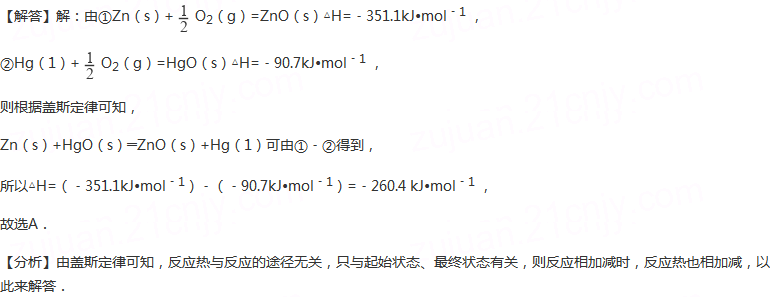 【解答】解：由①Zn（s）+ 1/2 O₂（g）=ZnO（s）△H=﹣351.1kJ•mol⁻¹，
②Hg（1）+ 1/2 O₂（g）=HgO（s）△H=﹣90.7kJ•mol⁻¹，
则根据盖斯定律可知，
Zn（s）+HgO（s）═ZnO（s）+Hg（1）可由①﹣②得到，
所以△H=（﹣351.1kJ•mol⁻¹）﹣（﹣90.7kJ•mol⁻¹）=﹣260.4 kJ•mol⁻¹，
故选A．
【分析】由盖斯定律可知，反应热与反应的途径无关，只与起始状态、最终状态有关，则反应相加减时，反应热也相加减，以
此来解答．